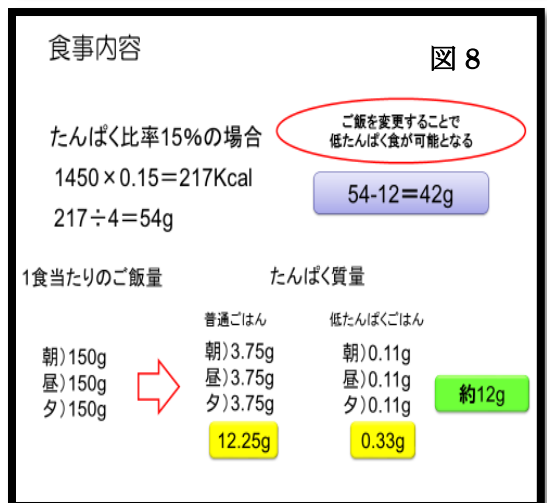 食事内容
図8
たんぱく比率15%の場合
1450×0.15=217Kcal
217÷4=54g
ご飯を変更することで
低たんぱく食が可能となる
54-12=42g
1食当たりのご飯量
たんぱく質量
朝)150g
昼)150g
夕)150g
普通ごはん
朝)3.75g
昼)3.75g
夕)3.75g
12.25g
低たんぱくごはん
朝)0.11g
昼)0.11g
夕)0.11g
0.33g
約12g